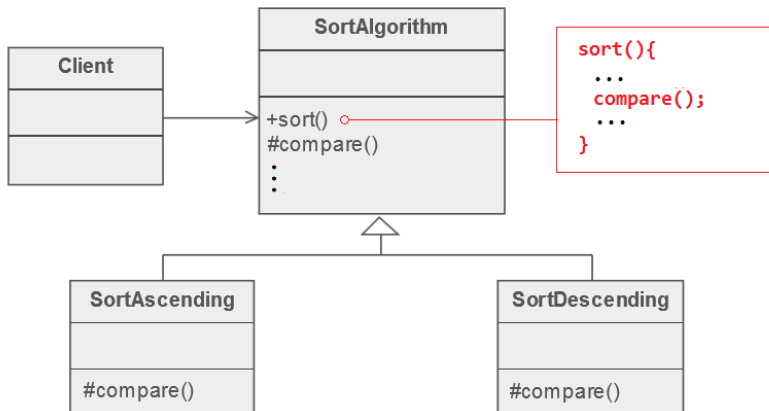 Client
SortAlgorithm
+sort()
#compare()
⋮
sort(){
...
compare();
...
}
SortAscending
#compare()
SortDescending
#compare()